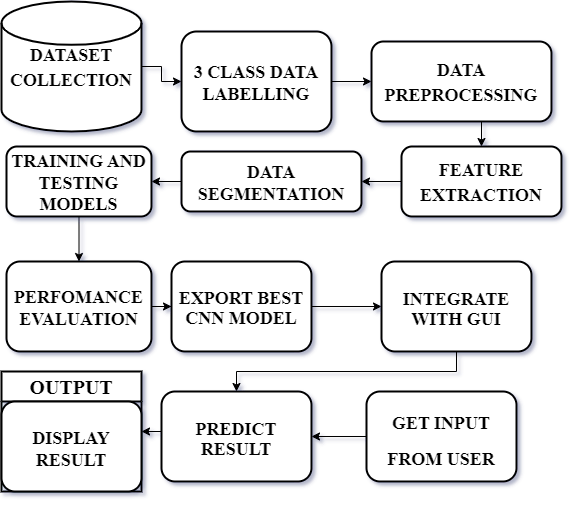 DATASET
COLLECTION
3 CLASS DATA
LABELLING
DATA
PREPROCESSING
TRAINING AND
TESTING
MODELS
DATA
SEGMENTATION
FEATURE
EXTRACTION
PERFOMANCE
EVALUATION
EXPORT BEST
CNN MODEL
INTEGRATE
WITH GUI
OUTPUT
DISPLAY
RESULT
PREDICT
RESULT
GET INPUT
FROM USER